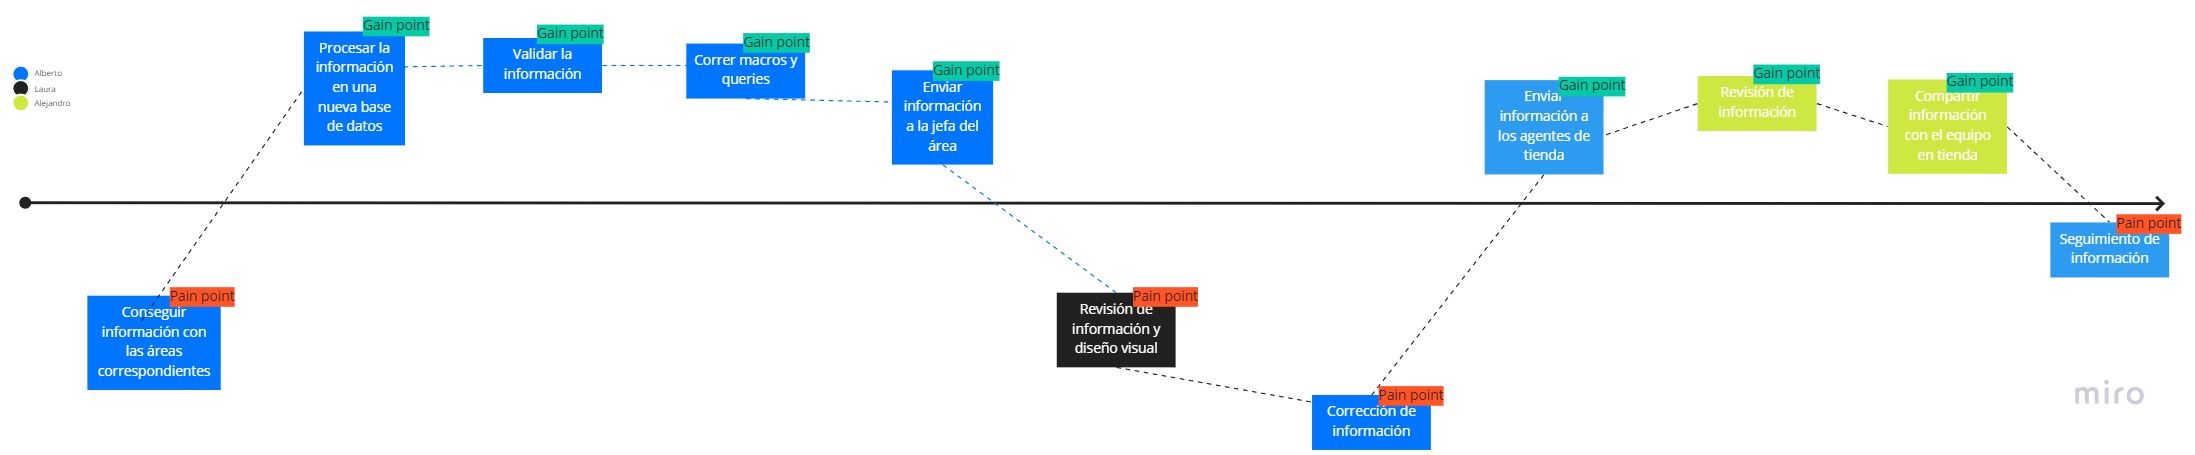 Alberto
Laura
Alejandro
Pain point
Conseguir
información con
las áreas
correspondientes
Gain point
Procesar la
información
en una
nueva base
de datos
Gain point
Validar la
información
Gain point
Correr macros y
queries
Gain point
Enviar
información
a la jefa del
área
Pain point
Revisión de
información y
diseño visual
Pain point
Corrección de
información
Gain point
Enviar
información a
los agentes de
tienda
Gain point
Revisión de
información
Gain point
Compartir
información
con el equipo
en tienda
Pain point
Seguimiento de
información
miro